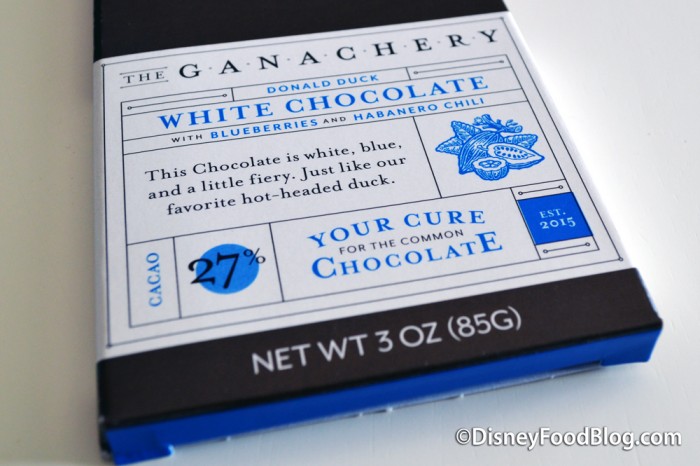 THE G·A·N·A·C·H·E·R·Y
DONALD DUCK
WHITE CHOCOLATE
WITH BLUEBERRIES AND HABANERO CHILI
This Chocolate is white, blue,
and a little fiery. Just like our
favorite hot-headed duck.
CACAO
27%
YOUR CURE
FOR THE COMMON
CHOCOLATE
EST.
2015
NET WT 3 OZ (85G)
©DisneyFoodBlog.com